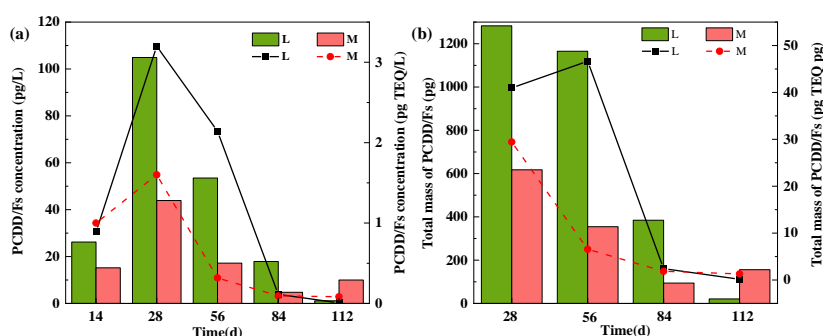 (a)
L
M
L
M
120
100
80
60
40
20
0
PCDD/Fs concentration (pg/L)
3
2
1
0
PCDD/Fs concentration (pg TEQ/L)
14
28
56
84
112
Time(d)
(b)
L
M
L
M
1200
1000
800
600
400
200
0
Total mass of PCDD/Fs (pg)
50
40
30
20
10
0
Total mass of PCDD/Fs (pg TEQ pg)
28
56
84
112
Time(d)